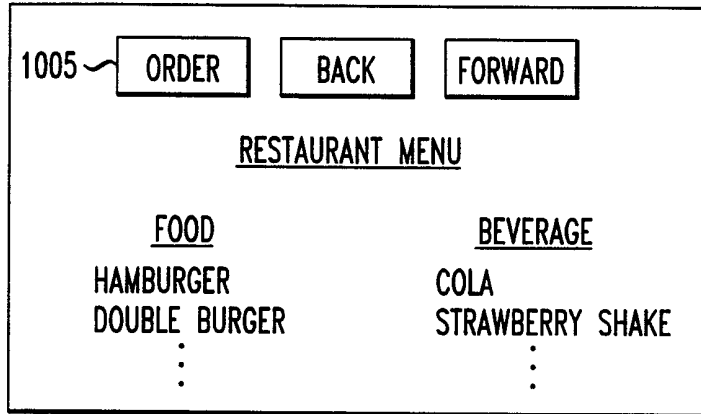 1005 ORDER BACK FORWARD
RESTAURANT MENU
FOOD BEVERAGE
HAMBURGER COLA
DOUBLE BURGER STRAWBERRY SHAKE